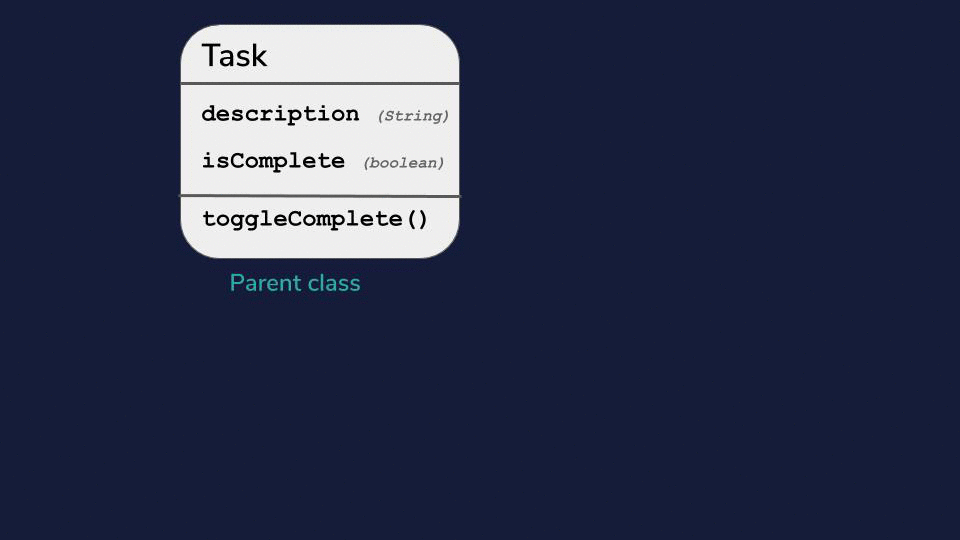 Task
description (String)
isComplete (boolean)
toggleComplete()
Parent class